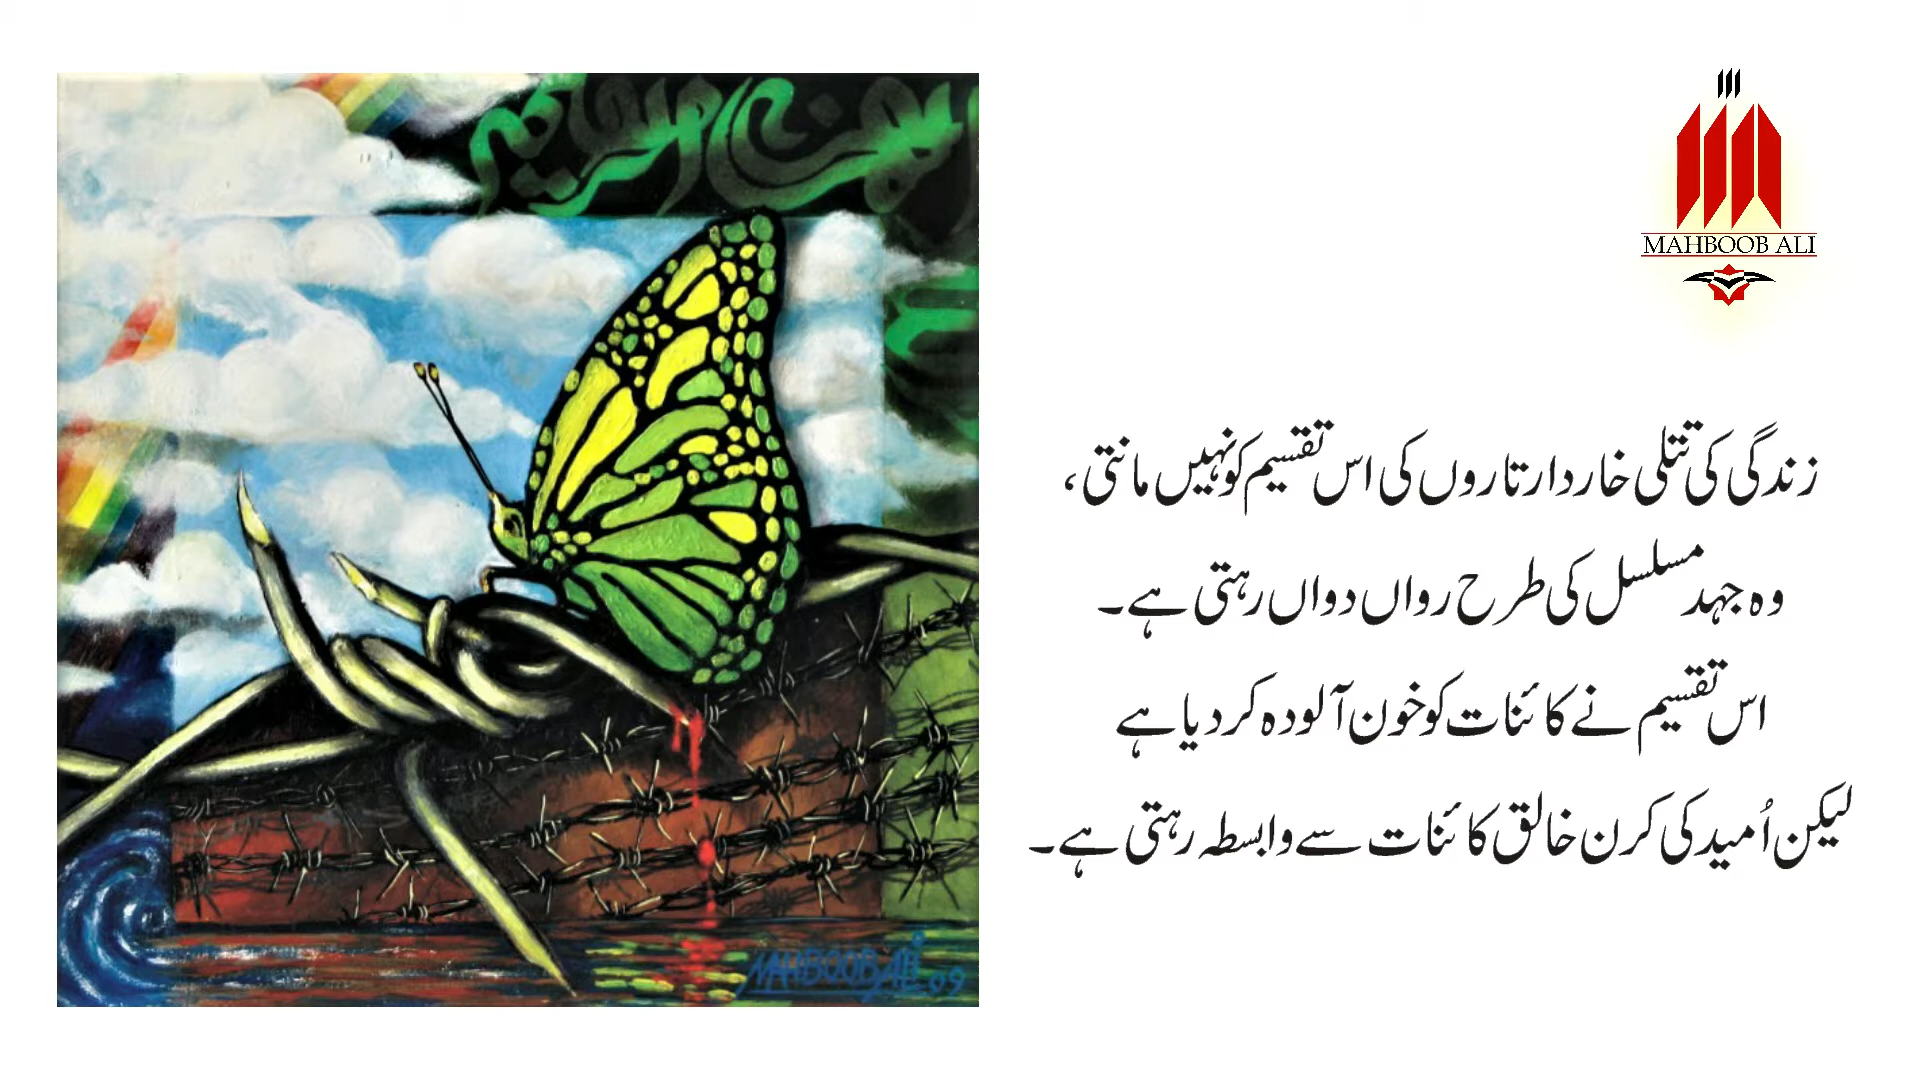 MAHBOOB ALI
زندگی کی تتلی خاردار تاروں کی اس تقسیم کو نہیں مانتی،
وہ جہد مسلسل کی طرح رواں دواں رہتی ہے۔
اس تقسیم نے کائنات کو خون آلودہ کر دیا ہے
لیکن اُمید کی کرن خالق کائنات سے وابستہ رہتی ہے۔
MAHBOOB ALI 09